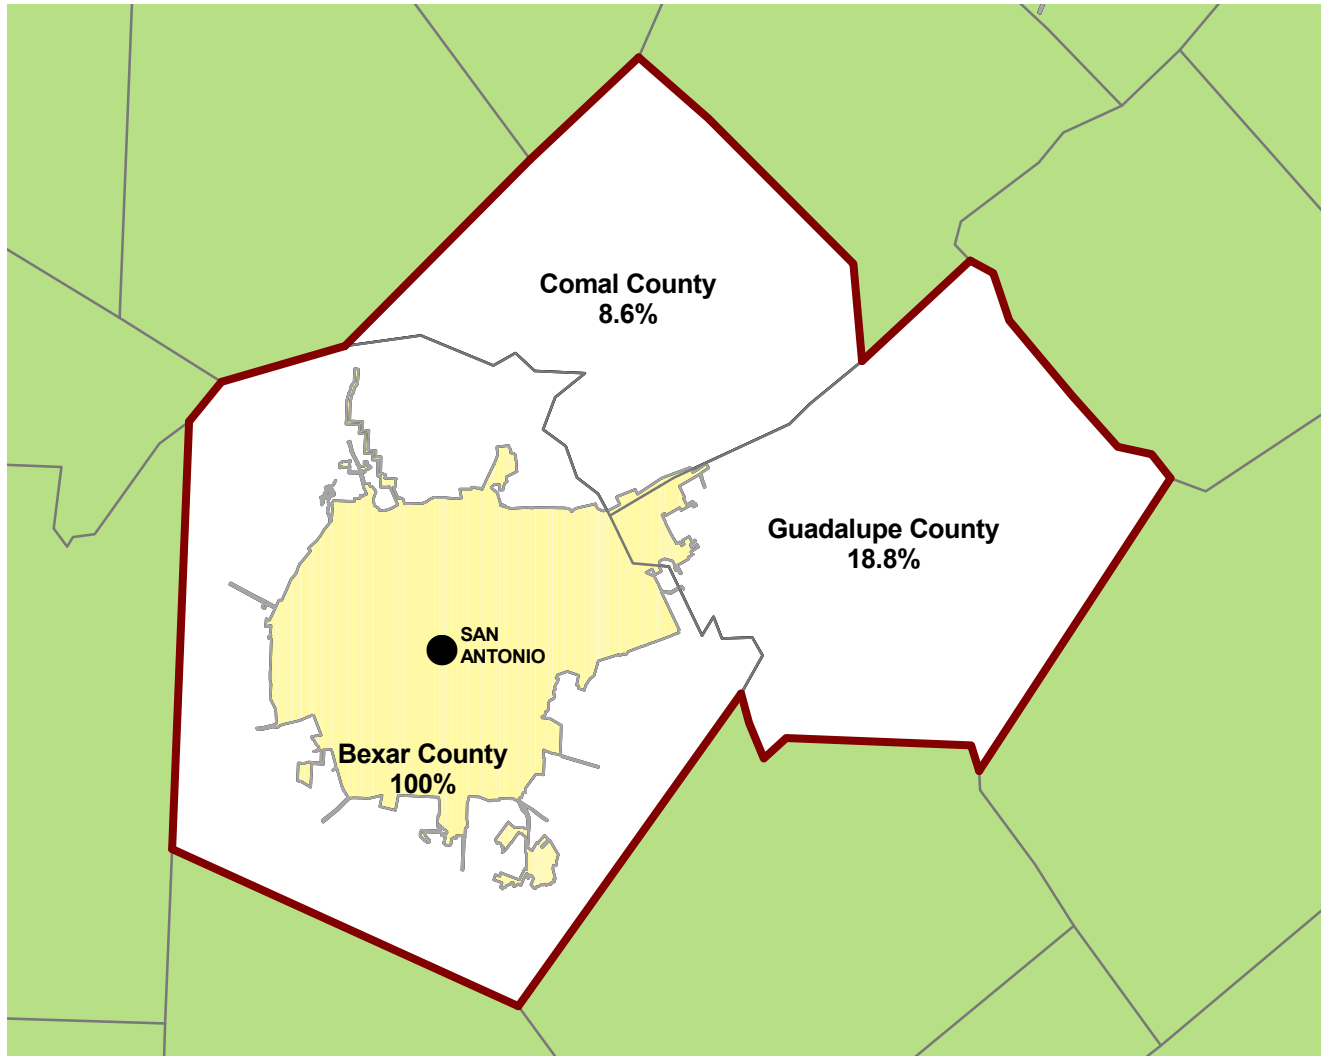 Comal County
8.6%
Guadalupe County
18.8%
SAN
ANTONIO
Bexar County
100%